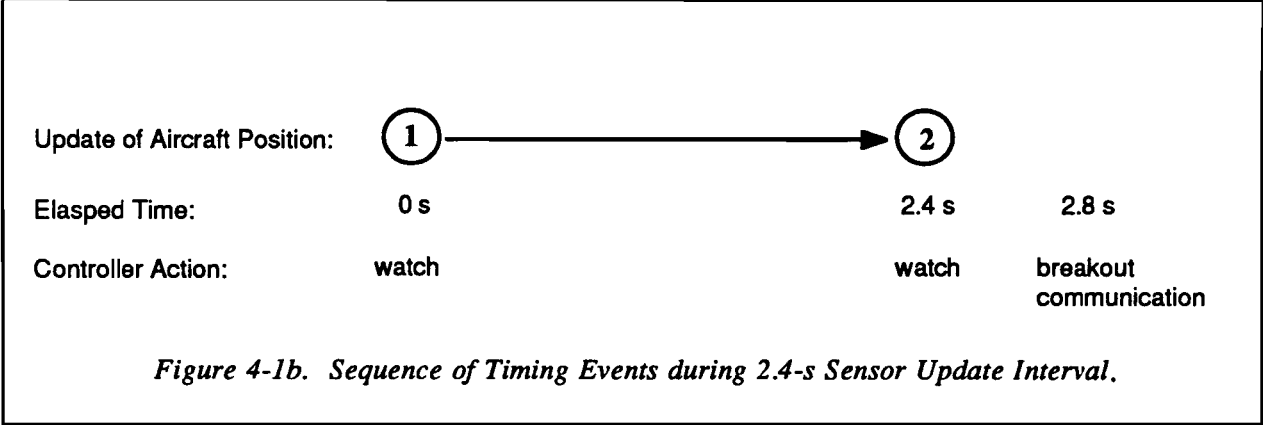 Update of Aircraft Position: 1 2
Elasped Time: 0 s 2.4 s 2.8 s
Controller Action: watch watch breakout
communication
Figure 4-1b. Sequence of Timing Events during 2.4-s Sensor Update Interval.